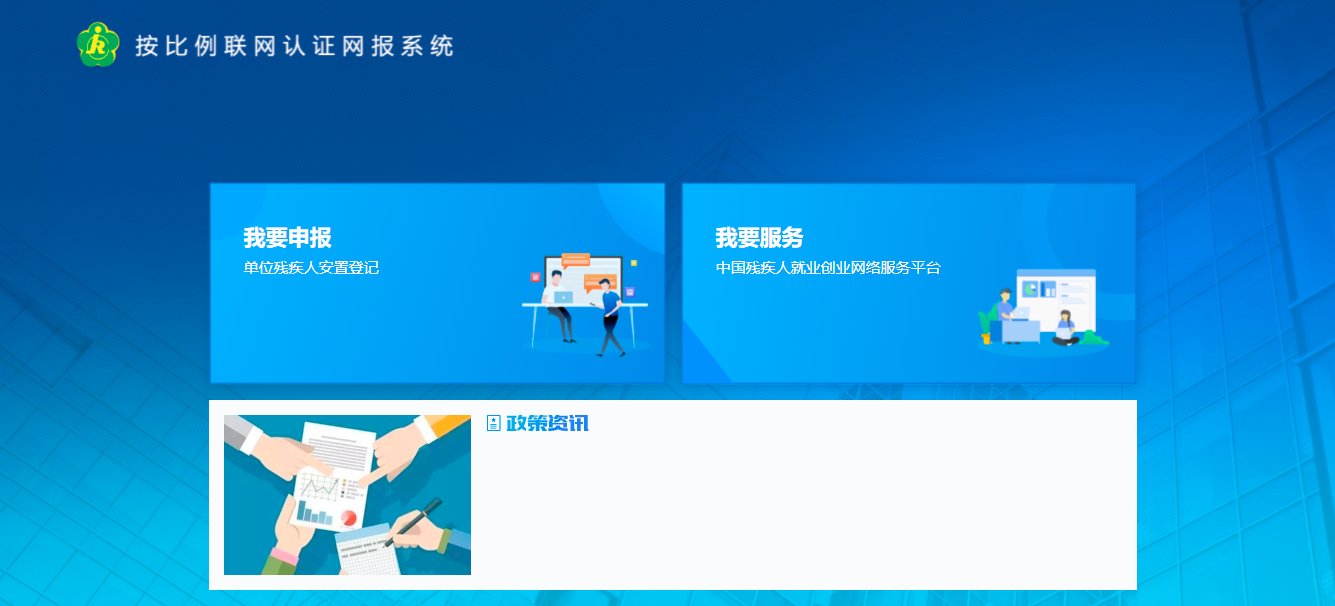 按比例联网认证网报系统
我要申报
单位残疾人安置登记
我要服务
中国残疾人就业创业网络服务平台
政策资讯